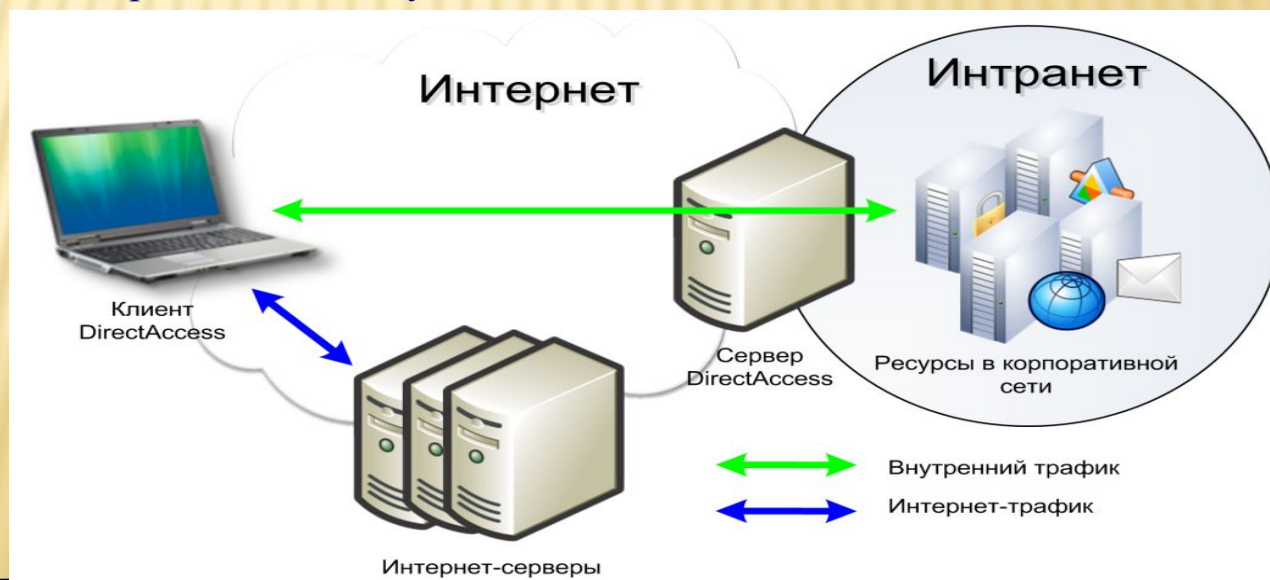 Интернет
Интранет
Клиент
DirectAccess
Сервер
DirectAccess
Ресурсы в корпоративной
сети
Внутренний трафик
Интернет-трафик
Интернет-серверы